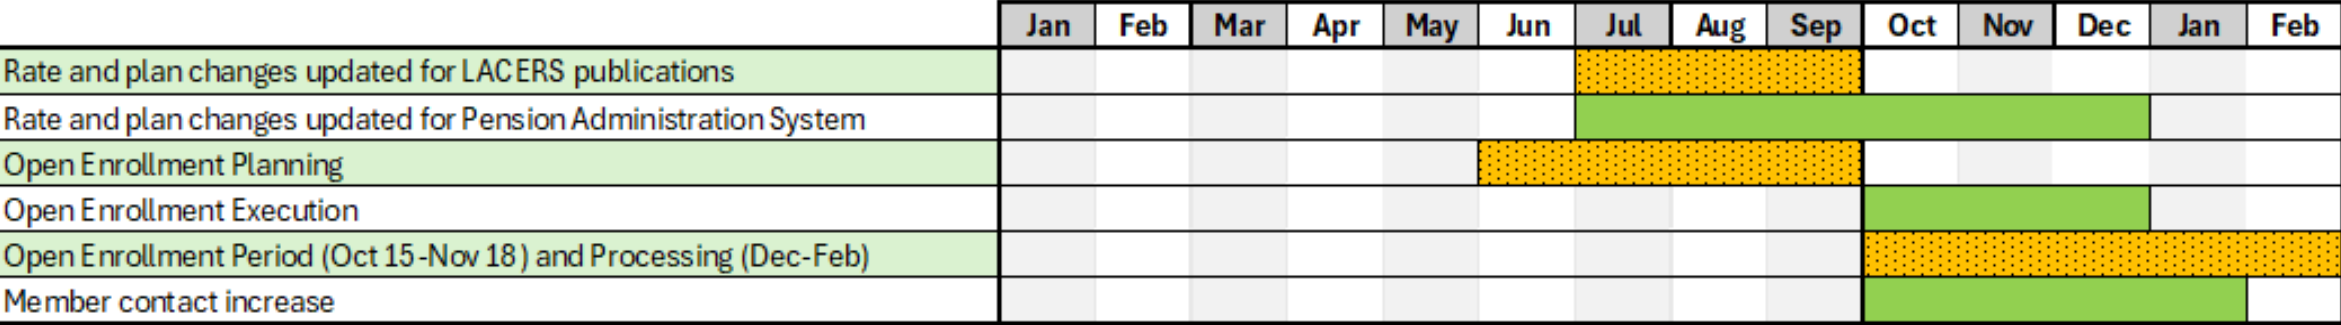 Jan Feb Mar Apr May Jun Jul Aug Sep Oct Nov Dec Jan Feb
Rate and plan changes updated for LACERS publications
Rate and plan changes updated for Pension Administration System
Open Enrollment Planning
Open Enrollment Execution
Open Enrollment Period (Oct 15-Nov 18) and Processing (Dec-Feb)
Member contact increase